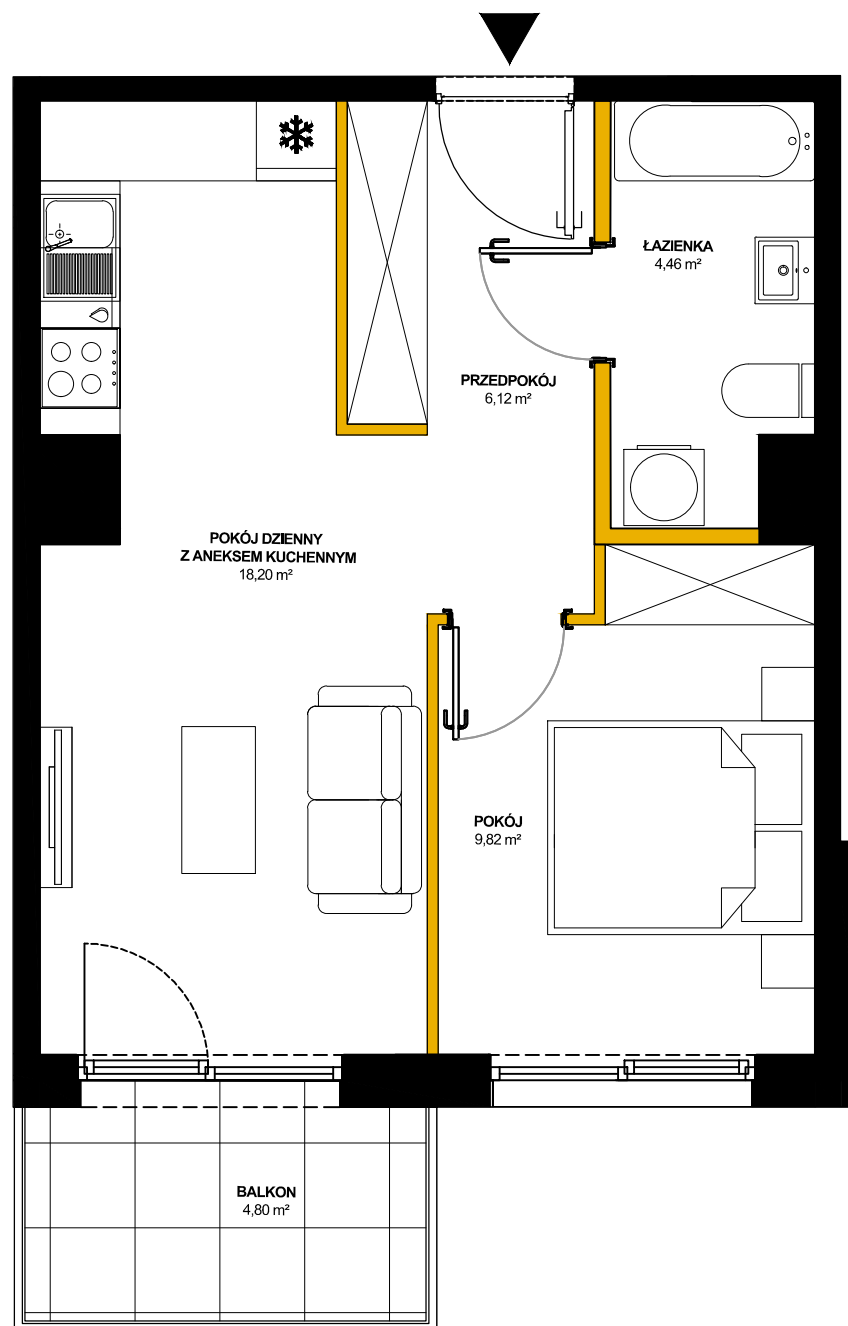 ŁAZIENKA
4,46 m²
PRZEDPOKÓJ
6,12 m²
POKÓJ DZIENNY
Z ANEKSEM KUCHENNYM
18,20 m²
POKÓJ
9,82 m²
BALKON
4,80 m²